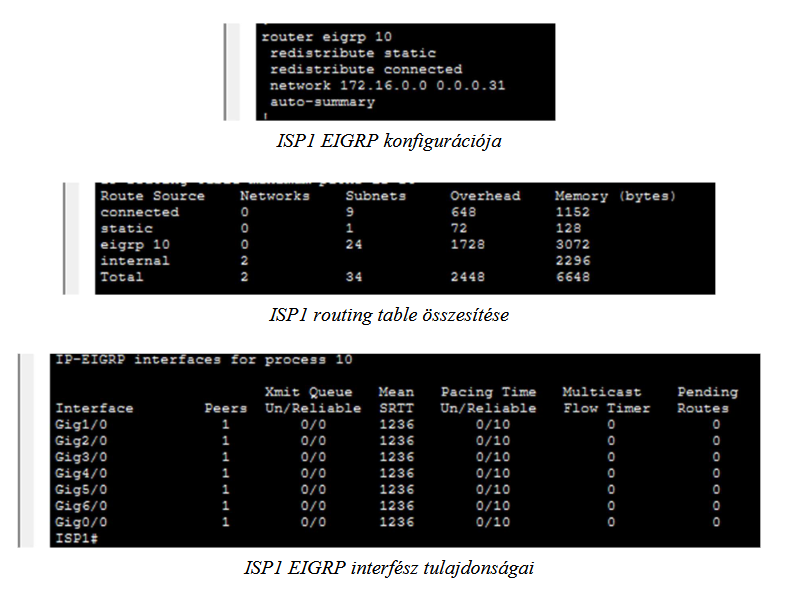 router eigrp 10
redistribute static
redistribute connected
network 172.16.0.0 0.0.0.31
auto-summary
!
ISP1 EIGRP konfigurációja
Route Source Networks Subnets Overhead Memory (bytes)
connected 0 9 648 1152
static 0 1 72 128
eigrp 10 0 24 1728 3072
internal 2 2296
Total 2 34 2448 6648
ISP1 routing table összesítése
IP-EIGRP interfaces for process 10
Xmit Queue Mean Pacing Time Multicast Pending
Interface Peers Un/Reliable SRTT Un/Reliable Flow Timer Routes
Gig1/0 1 0/0 1236 0/10 0 0
Gig2/0 1 0/0 1236 0/10 0 0
Gig3/0 1 0/0 1236 0/10 0 0
Gig4/0 1 0/0 1236 0/10 0 0
Gig5/0 1 0/0 1236 0/10 0 0
Gig6/0 1 0/0 1236 0/10 0 0
Gig0/0 1 0/0 1236 0/10 0 0
ISP1#
ISP1 EIGRP interfész tulajdonságai